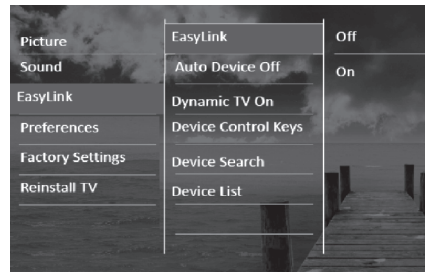 Picture
Sound
EasyLink
Preferences
Factory Settings
Reinstall TV
EasyLink
Auto Device Off
Dynamic TV On
Device Control Keys
Device Search
Device List
Off
On